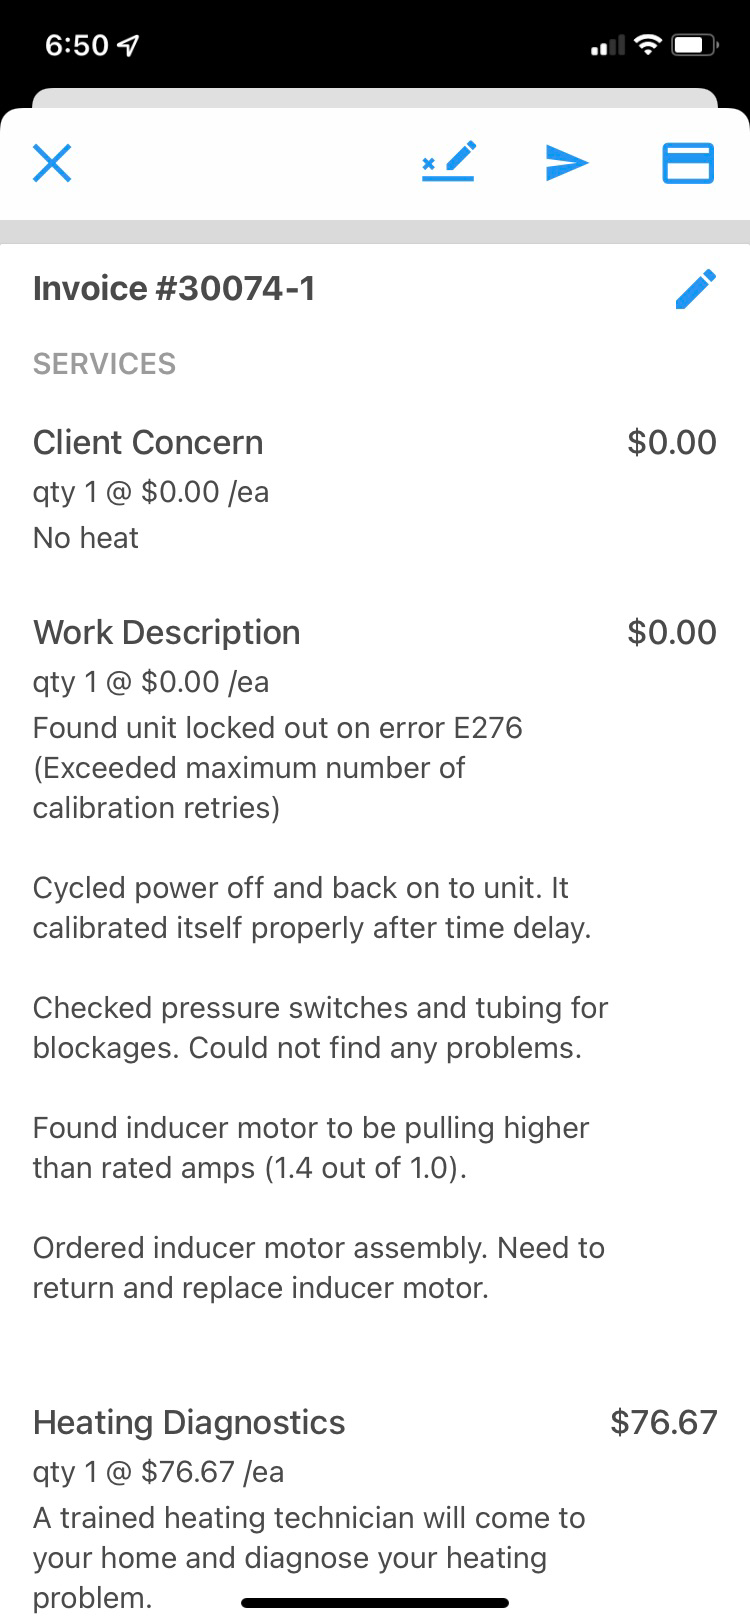 6:50
Invoice #30074-1
SERVICES
Client Concern $0.00
qty 1 @ $0.00 /ea
No heat
Work Description $0.00
qty 1 @ $0.00 /ea
Found unit locked out on error E276
(Exceeded maximum number of
calibration retries)
Cycled power off and back on to unit. It
calibrated itself properly after time delay.
Checked pressure switches and tubing for
blockages. Could not find any problems.
Found inducer motor to be pulling higher
than rated amps (1.4 out of 1.0).
Ordered inducer motor assembly. Need to
return and replace inducer motor.
Heating Diagnostics $76.67
qty 1 @ $76.67 /ea
A trained heating technician will come to
your home and diagnose your heating
problem.